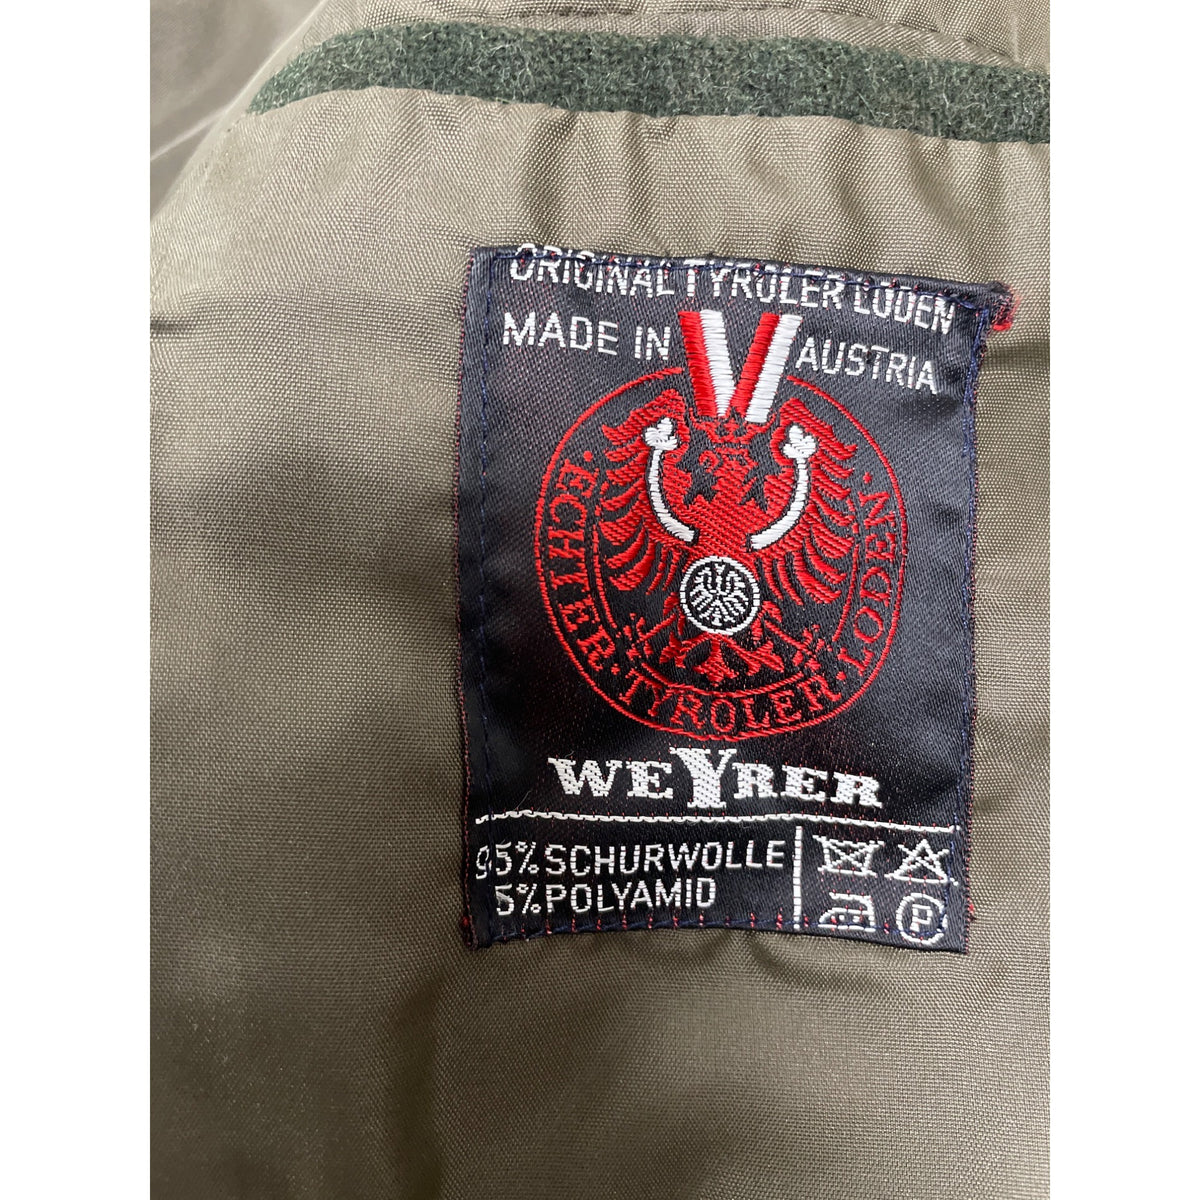 ORIGINAL TYROLER LODEN
MADE IN AUSTRIA
·ECHTER·TYROLER·LODEN·
WEYRER
95% SCHURWOLLE
5% POLYAMID
P